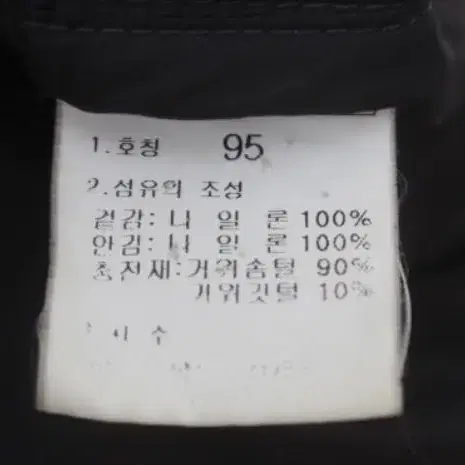 1. 호칭 95
2. 섬유의 조성
겉감: 나 일 론 100%
안감: 나 일 론 100%
충전재: 거위솜털 90%
거위깃털 10%